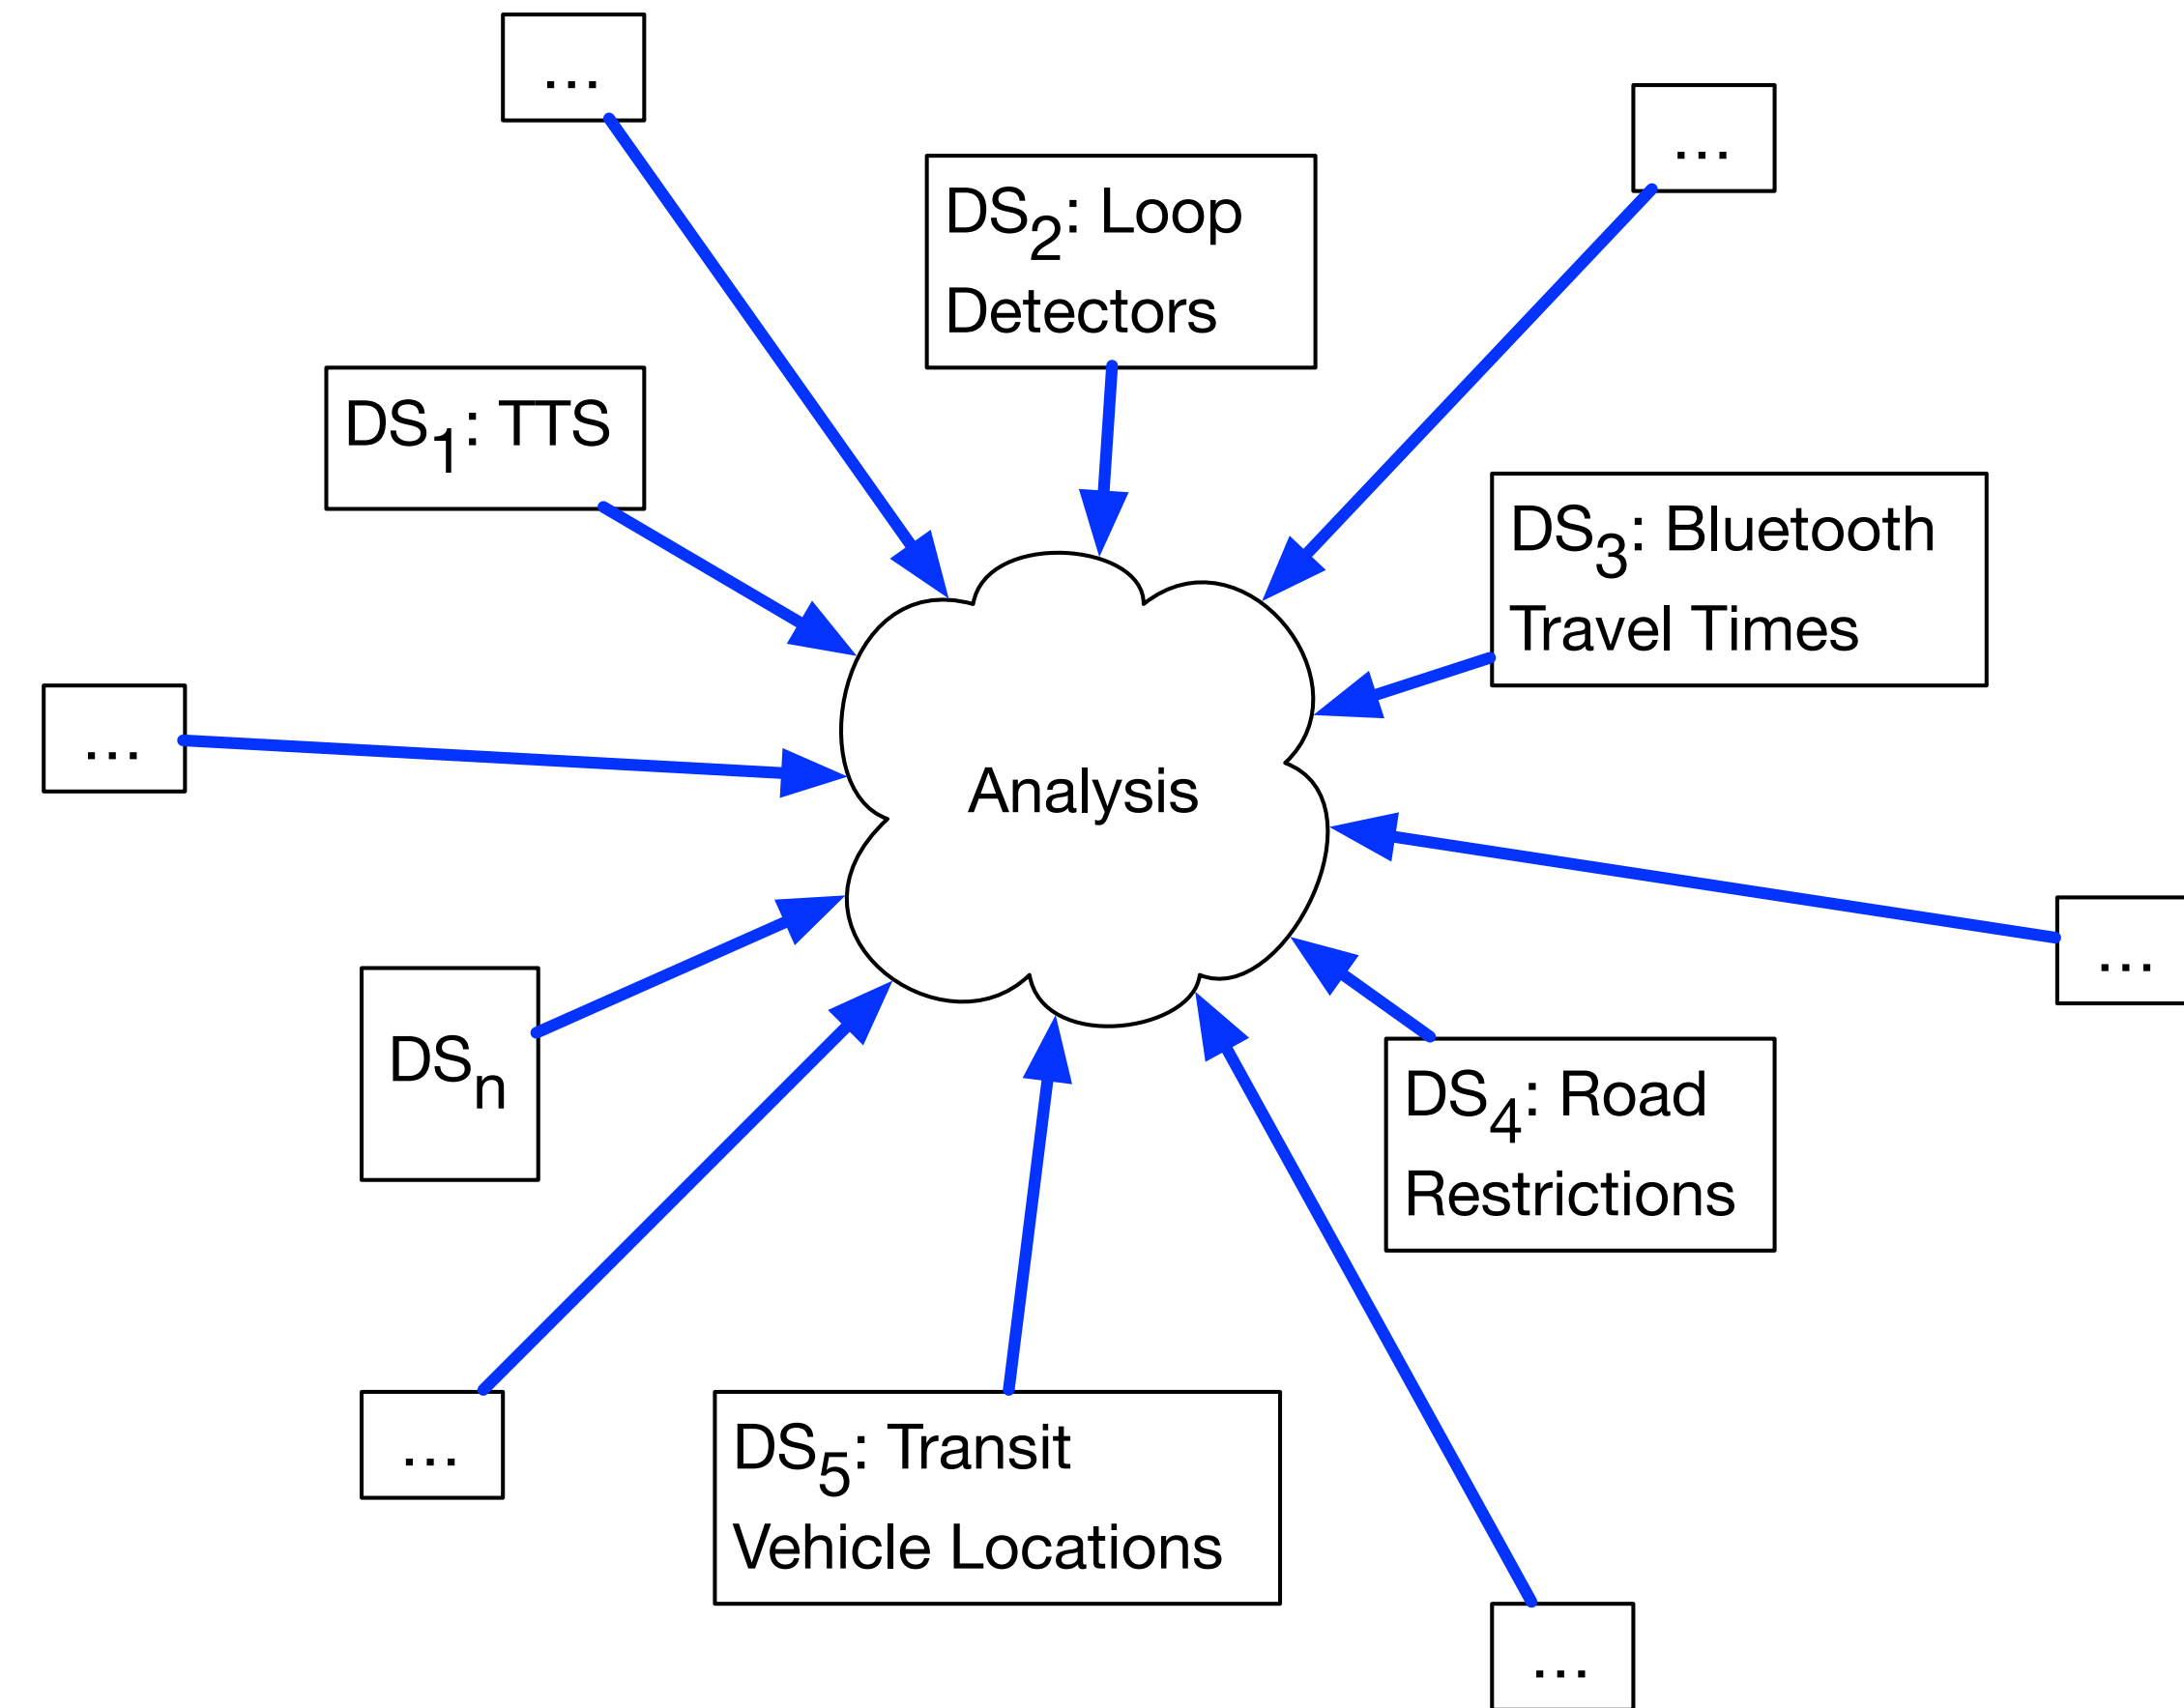 ...
...
DS2: Loop
Detectors
DS1: TTS
DS3: Bluetooth
Travel Times
...
Analysis
...
DSn
DS4: Road
Restrictions
...
DS5: Transit
Vehicle Locations
...